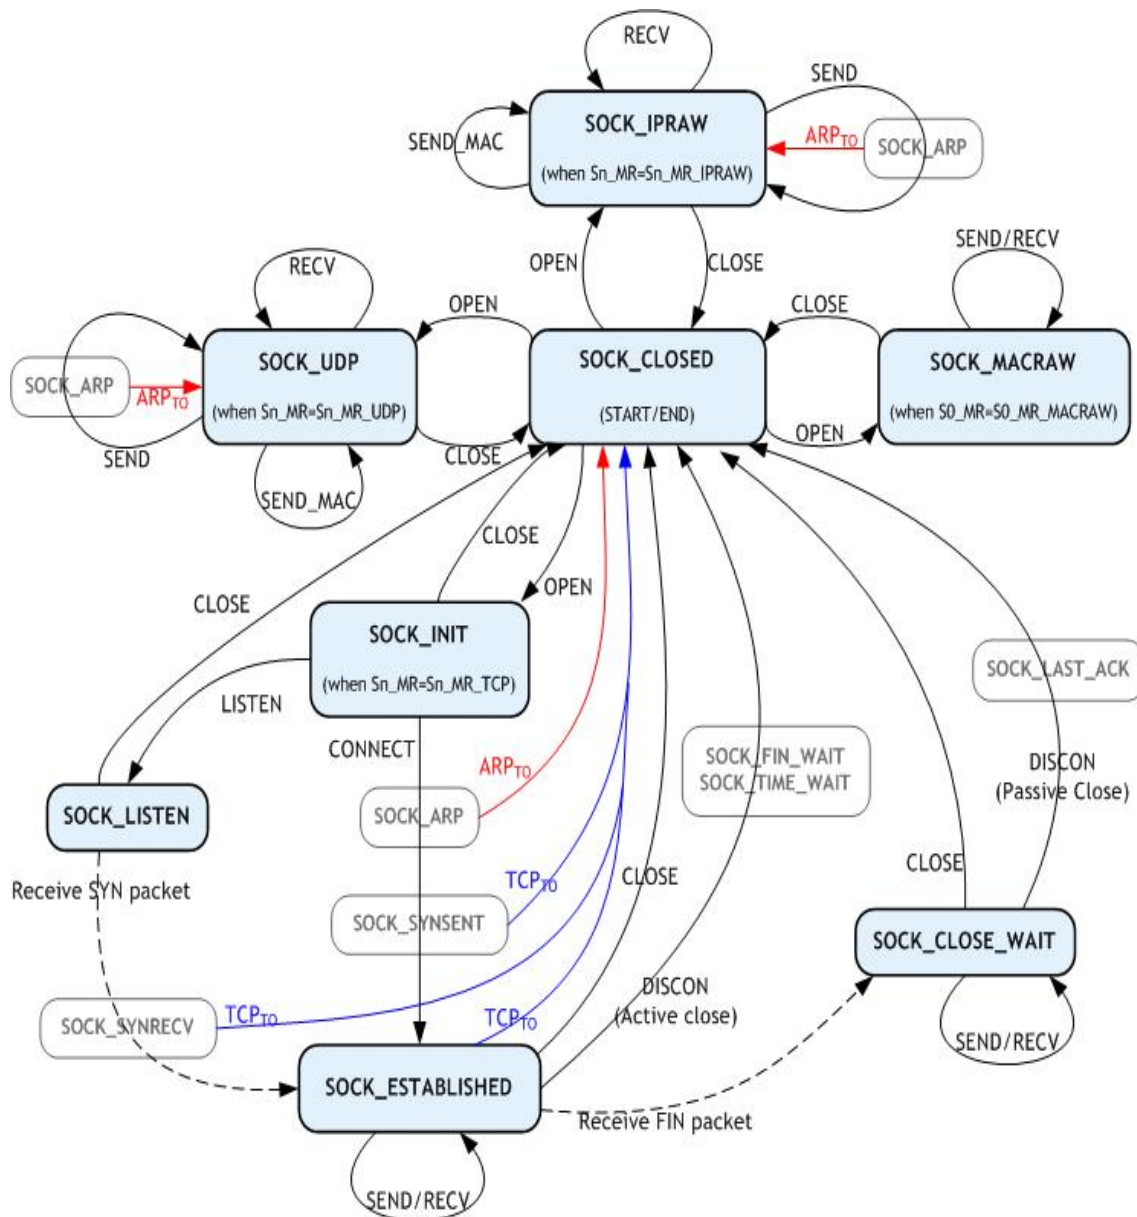 RECV
SEND
SOCK_IPRAW
SEND_MAC
ARPTO
SOCK_ARP
(when Sn_MR=Sn_MR_IPRAW)
SEND/RECV
OPEN
CLOSE
RECV
OPEN
CLOSE
SOCK_UDP
SOCK_CLOSED
SOCK_MACRAW
SOCK_ARP
ARPTO
(when Sn_MR=Sn_MR_UDP)
(START/END)
(when S0_MR=S0_MR_MACRAW)
OPEN
SEND
CLOSE
SEND_MAC
CLOSE
OPEN
CLOSE
SOCK_INIT
SOCK_LAST_ACK
(when Sn_MR=Sn_MR_TCP)
LISTEN
CONNECT
SOCK_FIN_WAIT
SOCK_TIME_WAIT
ARPTO
DISCON
(Passive Close)
SOCK_LISTEN
SOCK_ARP
CLOSE
TCPTO
CLOSE
Receive SYN packet
SOCK_SYNSENT
SOCK_CLOSE_WAIT
DISCON
(Active close)
TCPTO
TCPTO
SOCK_SYNRECV
SEND/RECV
SOCK_ESTABLISHED
Receive FIN packet
SEND/RECV